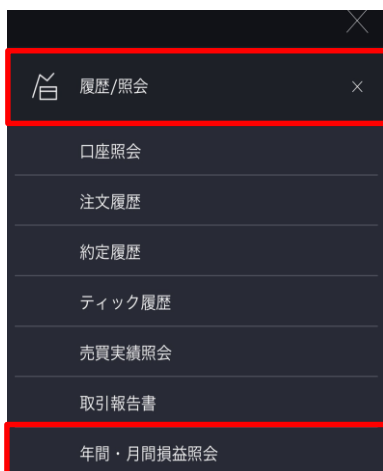 履歴/照会
口座照会
注文履歴
約定履歴
ティック履歴
売買実績照会
取引報告書
年間・月間損益照会